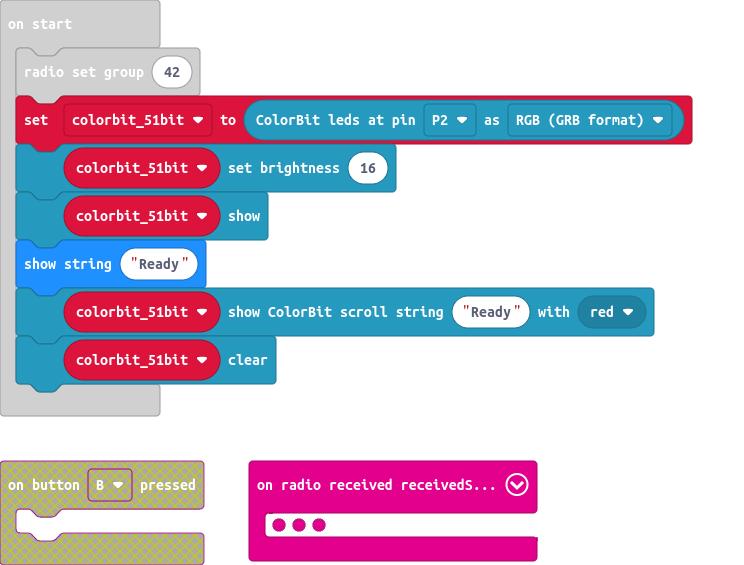 on start
radio set group 42
set colorbit_51bit to ColorBit leds at pin P2 as RGB (GRB format)
colorbit_51bit set brightness 16
colorbit_51bit show
show string "Ready"
colorbit_51bit show ColorBit scroll string "Ready" with red
colorbit_51bit clear
on button B pressed
on radio received receivedS...